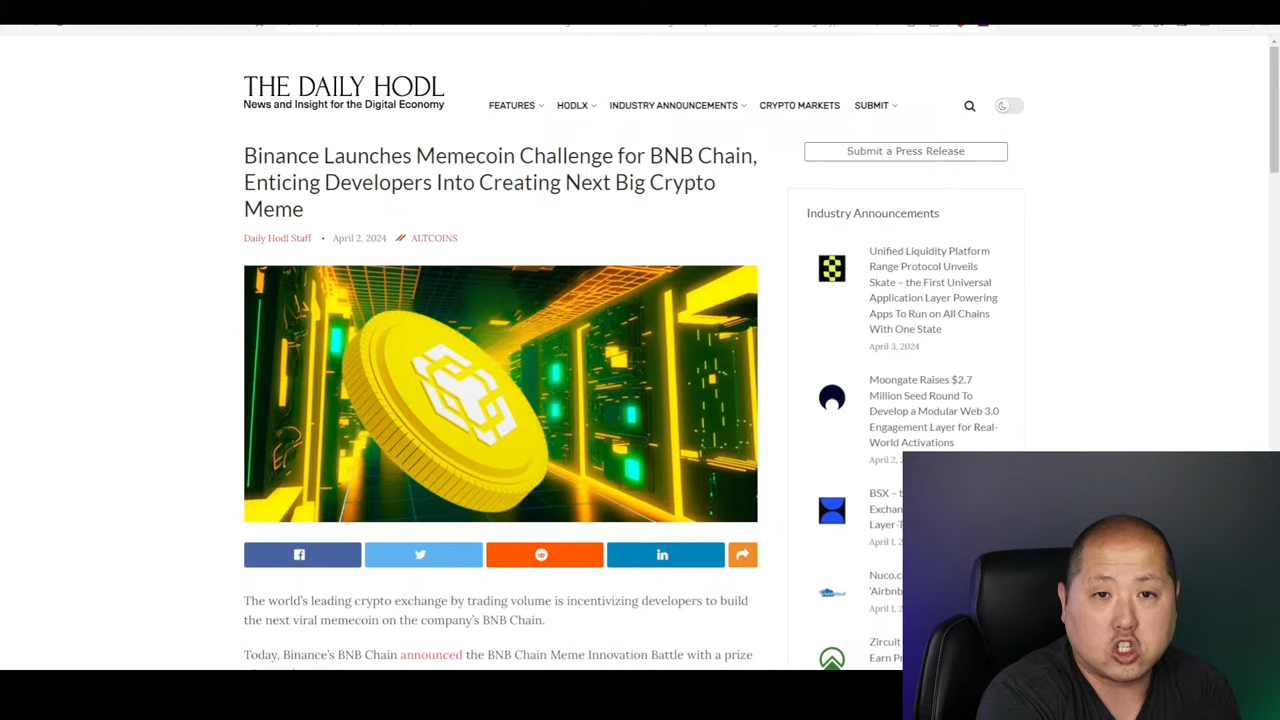 THE DAILY HODL
News and Insight for the Digital Economy
FEATURES
HODLX
INDUSTRY ANNOUNCEMENTS
CRYPTO MARKETS
SUBMIT
Binance Launches Memecoin Challenge for BNB Chain,
Enticing Developers Into Creating Next Big Crypto
Meme
Daily Hodl Staff • April 2, 2024 // ALTCOINS
The world's leading crypto exchange by trading volume is incentivizing developers to build
the next viral memecoin on the company's BNB Chain.
Today, Binance's BNB Chain announced the BNB Chain Meme Innovation Battle with a prize
Submit a Press Release
Industry Announcements
Unified Liquidity Platform
Range Protocol Unveils
Skate – the First Universal
Application Layer Powering
Apps To Run on All Chains
With One State
April 3, 2024
Moongate Raises $2.7
Million Seed Round To
Develop a Modular Web 3.0
Engagement Layer for Real-
World Activations
April 2, 2
BSX – t
Exchan
Layer-T
April 1, 2
Nuco.c
'Airbnb
April 1, 2
Zircuit
Earn Pr